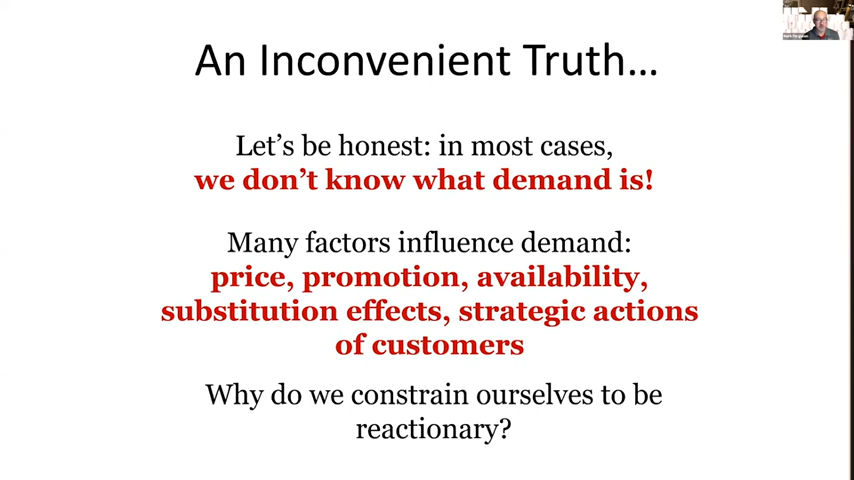 An Inconvenient Truth…
Let's be honest: in most cases,
we don't know what demand is!
Many factors influence demand:
price, promotion, availability,
substitution effects, strategic actions
of customers
Why do we constrain ourselves to be
reactionary?